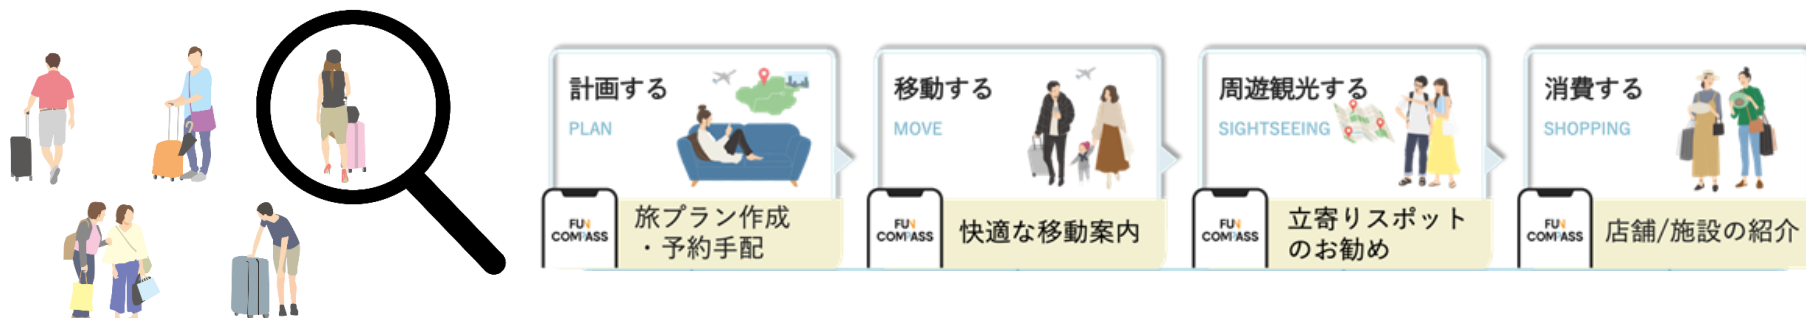 計画する
PLAN
FUN
COMPASS
旅プラン作成
・予約手配
移動する
MOVE
FUN
COMPASS
快適な移動案内
周遊観光する
SIGHTSEEING
FUN
COMPASS
立寄りスポット
のお勧め
消費する
SHOPPING
FUN
COMPASS
店舗/施設の紹介